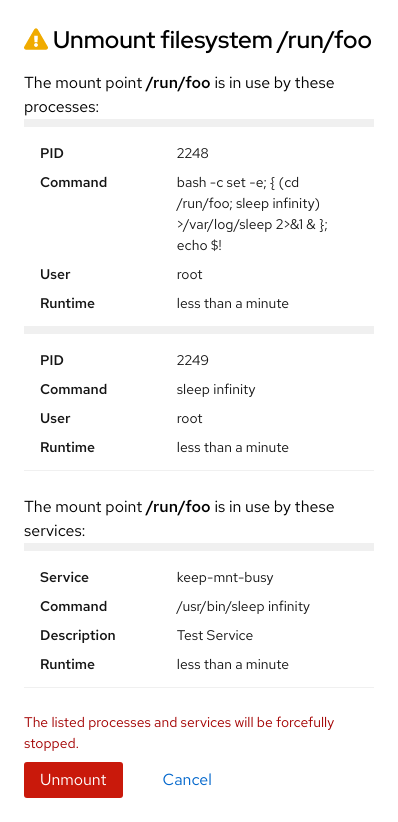 Unmount filesystem /run/foo
The mount point /run/foo is in use by these
processes:
PID 2248
Command bash -c set -e; { (cd
/run/foo; sleep infinity)
>/var/log/sleep 2>&1 & };
echo $!
User root
Runtime less than a minute
PID 2249
Command sleep infinity
User root
Runtime less than a minute
The mount point /run/foo is in use by these
services:
Service keep-mnt-busy
Command /usr/bin/sleep infinity
Description Test Service
Runtime less than a minute
The listed processes and services will be forcefully
stopped.
Unmount Cancel